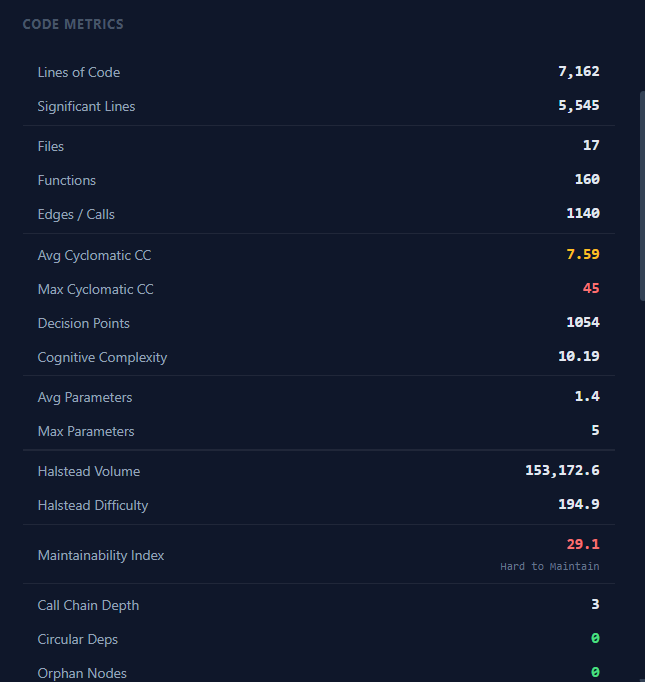 CODE METRICS
Lines of Code 7,162
Significant Lines 5,545
Files 17
Functions 160
Edges / Calls 1140
Avg Cyclomatic CC 7.59
Max Cyclomatic CC 45
Decision Points 1054
Cognitive Complexity 10.19
Avg Parameters 1.4
Max Parameters 5
Halstead Volume 153,172.6
Halstead Difficulty 194.9
Maintainability Index 29.1
Hard to Maintain
Call Chain Depth 3
Circular Deps 0
Orphan Nodes 0